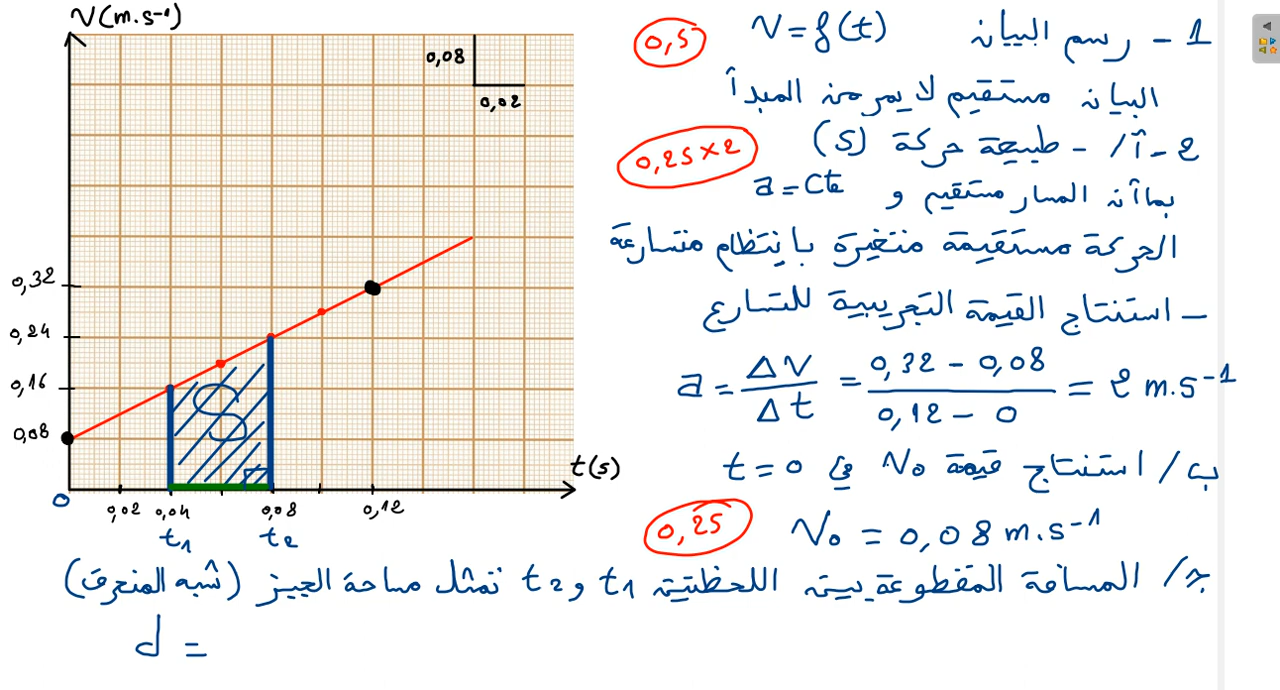 V(m.s-1)
0,08
0,02
0,32
0,24
0,16
0,08
0
0,02
0,04
0,08
0,12
t(s)
t1
t2
S
1 - رسم البيان V = f(t)
0,5
البيان مستقيم لا يمر من المبدأ
2 - أ/ - طبيعة حركة (S)
0,25x2
بما أن المسار مستقيم و a = Cte
الحركة مستقيمة متغيرة بانتظام متسارعة
- استنتاج القيمة التجريبية للتسارع
a = ΔV/Δt = (0,32 - 0,08)/(0,12 - 0) = 2 m.s-1
ب/ استنتاج قيمة V0 في t = 0
0,25
V0 = 0,08 m.s-1
ج/ المسافة المقطوعة بين اللحظتين t1 و t2 تمثل مساحة الحيز (شبه المنحرف)
d =